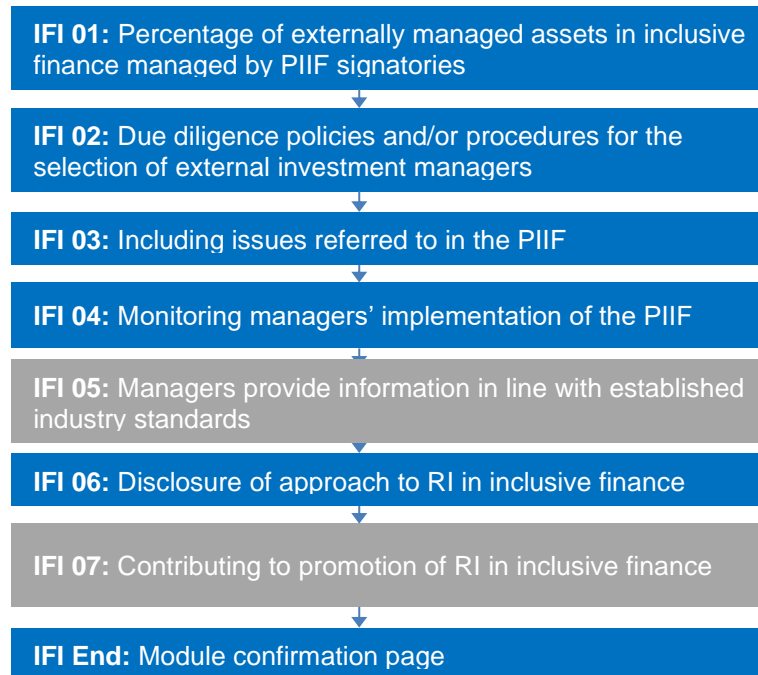 IFI 01: Percentage of externally managed assets in inclusive
finance managed by PIIF signatories
IFI 02: Due diligence policies and/or procedures for the
selection of external investment managers
IFI 03: Including issues referred to in the PIIF
IFI 04: Monitoring managers’ implementation of the PIIF
IFI 05: Managers provide information in line with established
industry standards
IFI 06: Disclosure of approach to RI in inclusive finance
IFI 07: Contributing to promotion of RI in inclusive finance
IFI End: Module confirmation page